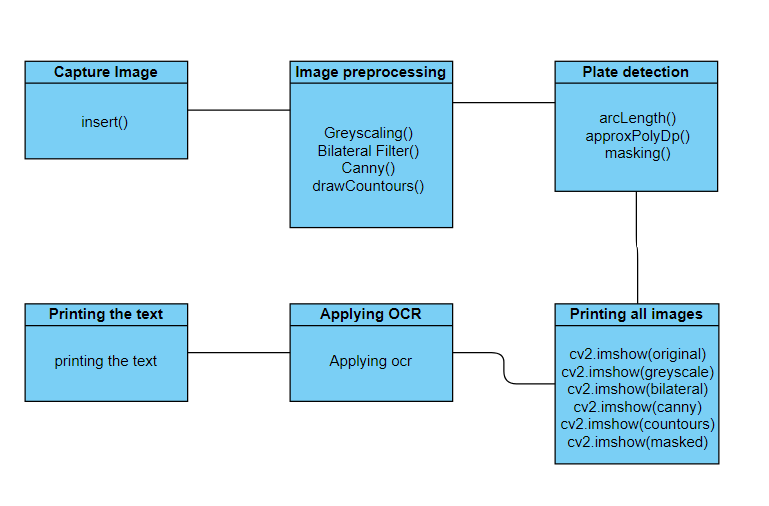 Capture Image
insert()
Image preprocessing
Greyscaling()
Bilateral Filter()
Canny()
drawCountours()
Plate detection
arcLength()
approxPolyDp()
masking()
Printing the text
printing the text
Applying OCR
Applying ocr
Printing all images
cv2.imshow(original)
cv2.imshow(greyscale)
cv2.imshow(bilateral)
cv2.imshow(canny)
cv2.imshow(countours)
cv2.imshow(masked)